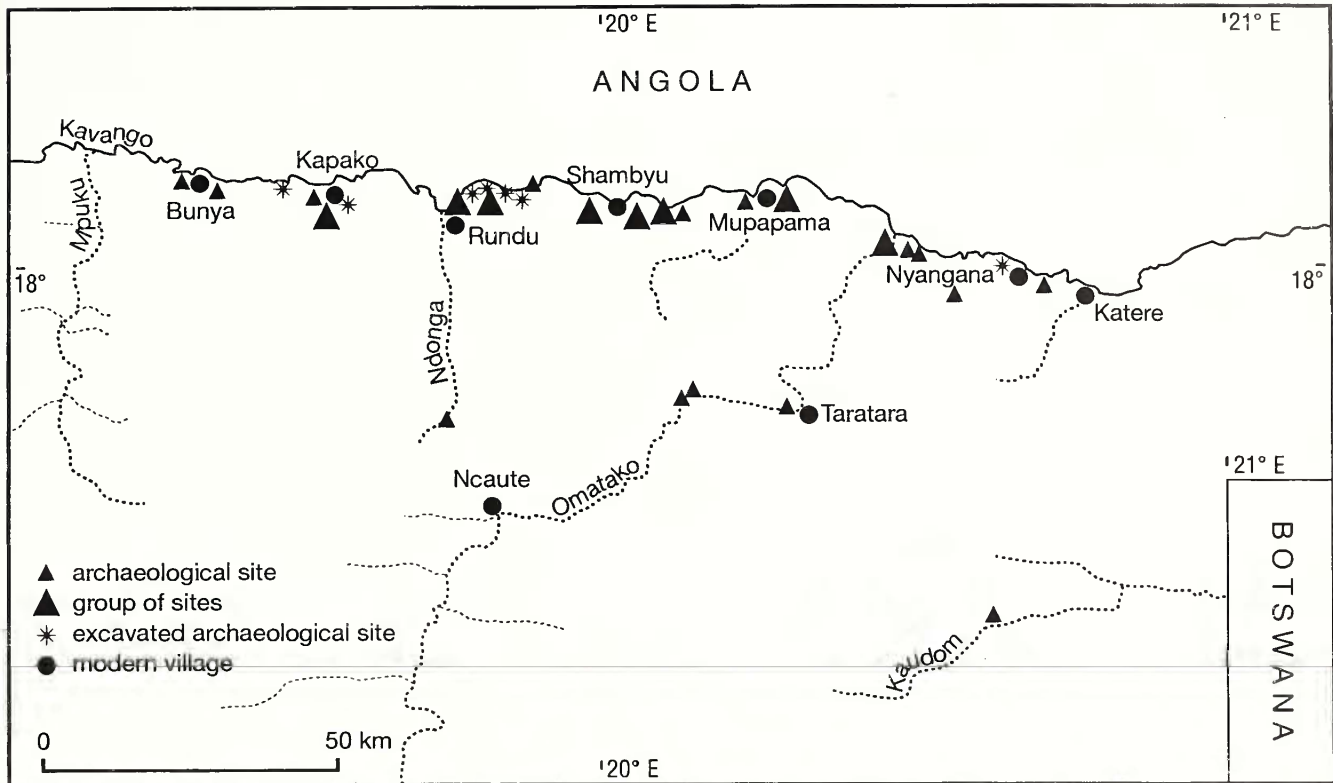 20° E
21° E
ANGOLA
Kavango
Kapako
Shambyu
Bunya
Mpuku
Rundu
Mupapama
Nyangana
18°
18°
Katere
Ndonga
Taratara
Ncaute
Omatako
21° E
BOTSWANA
archaeological site
group of sites
excavated archaeological site
modern village
Kaudom
0 50 km
20° E